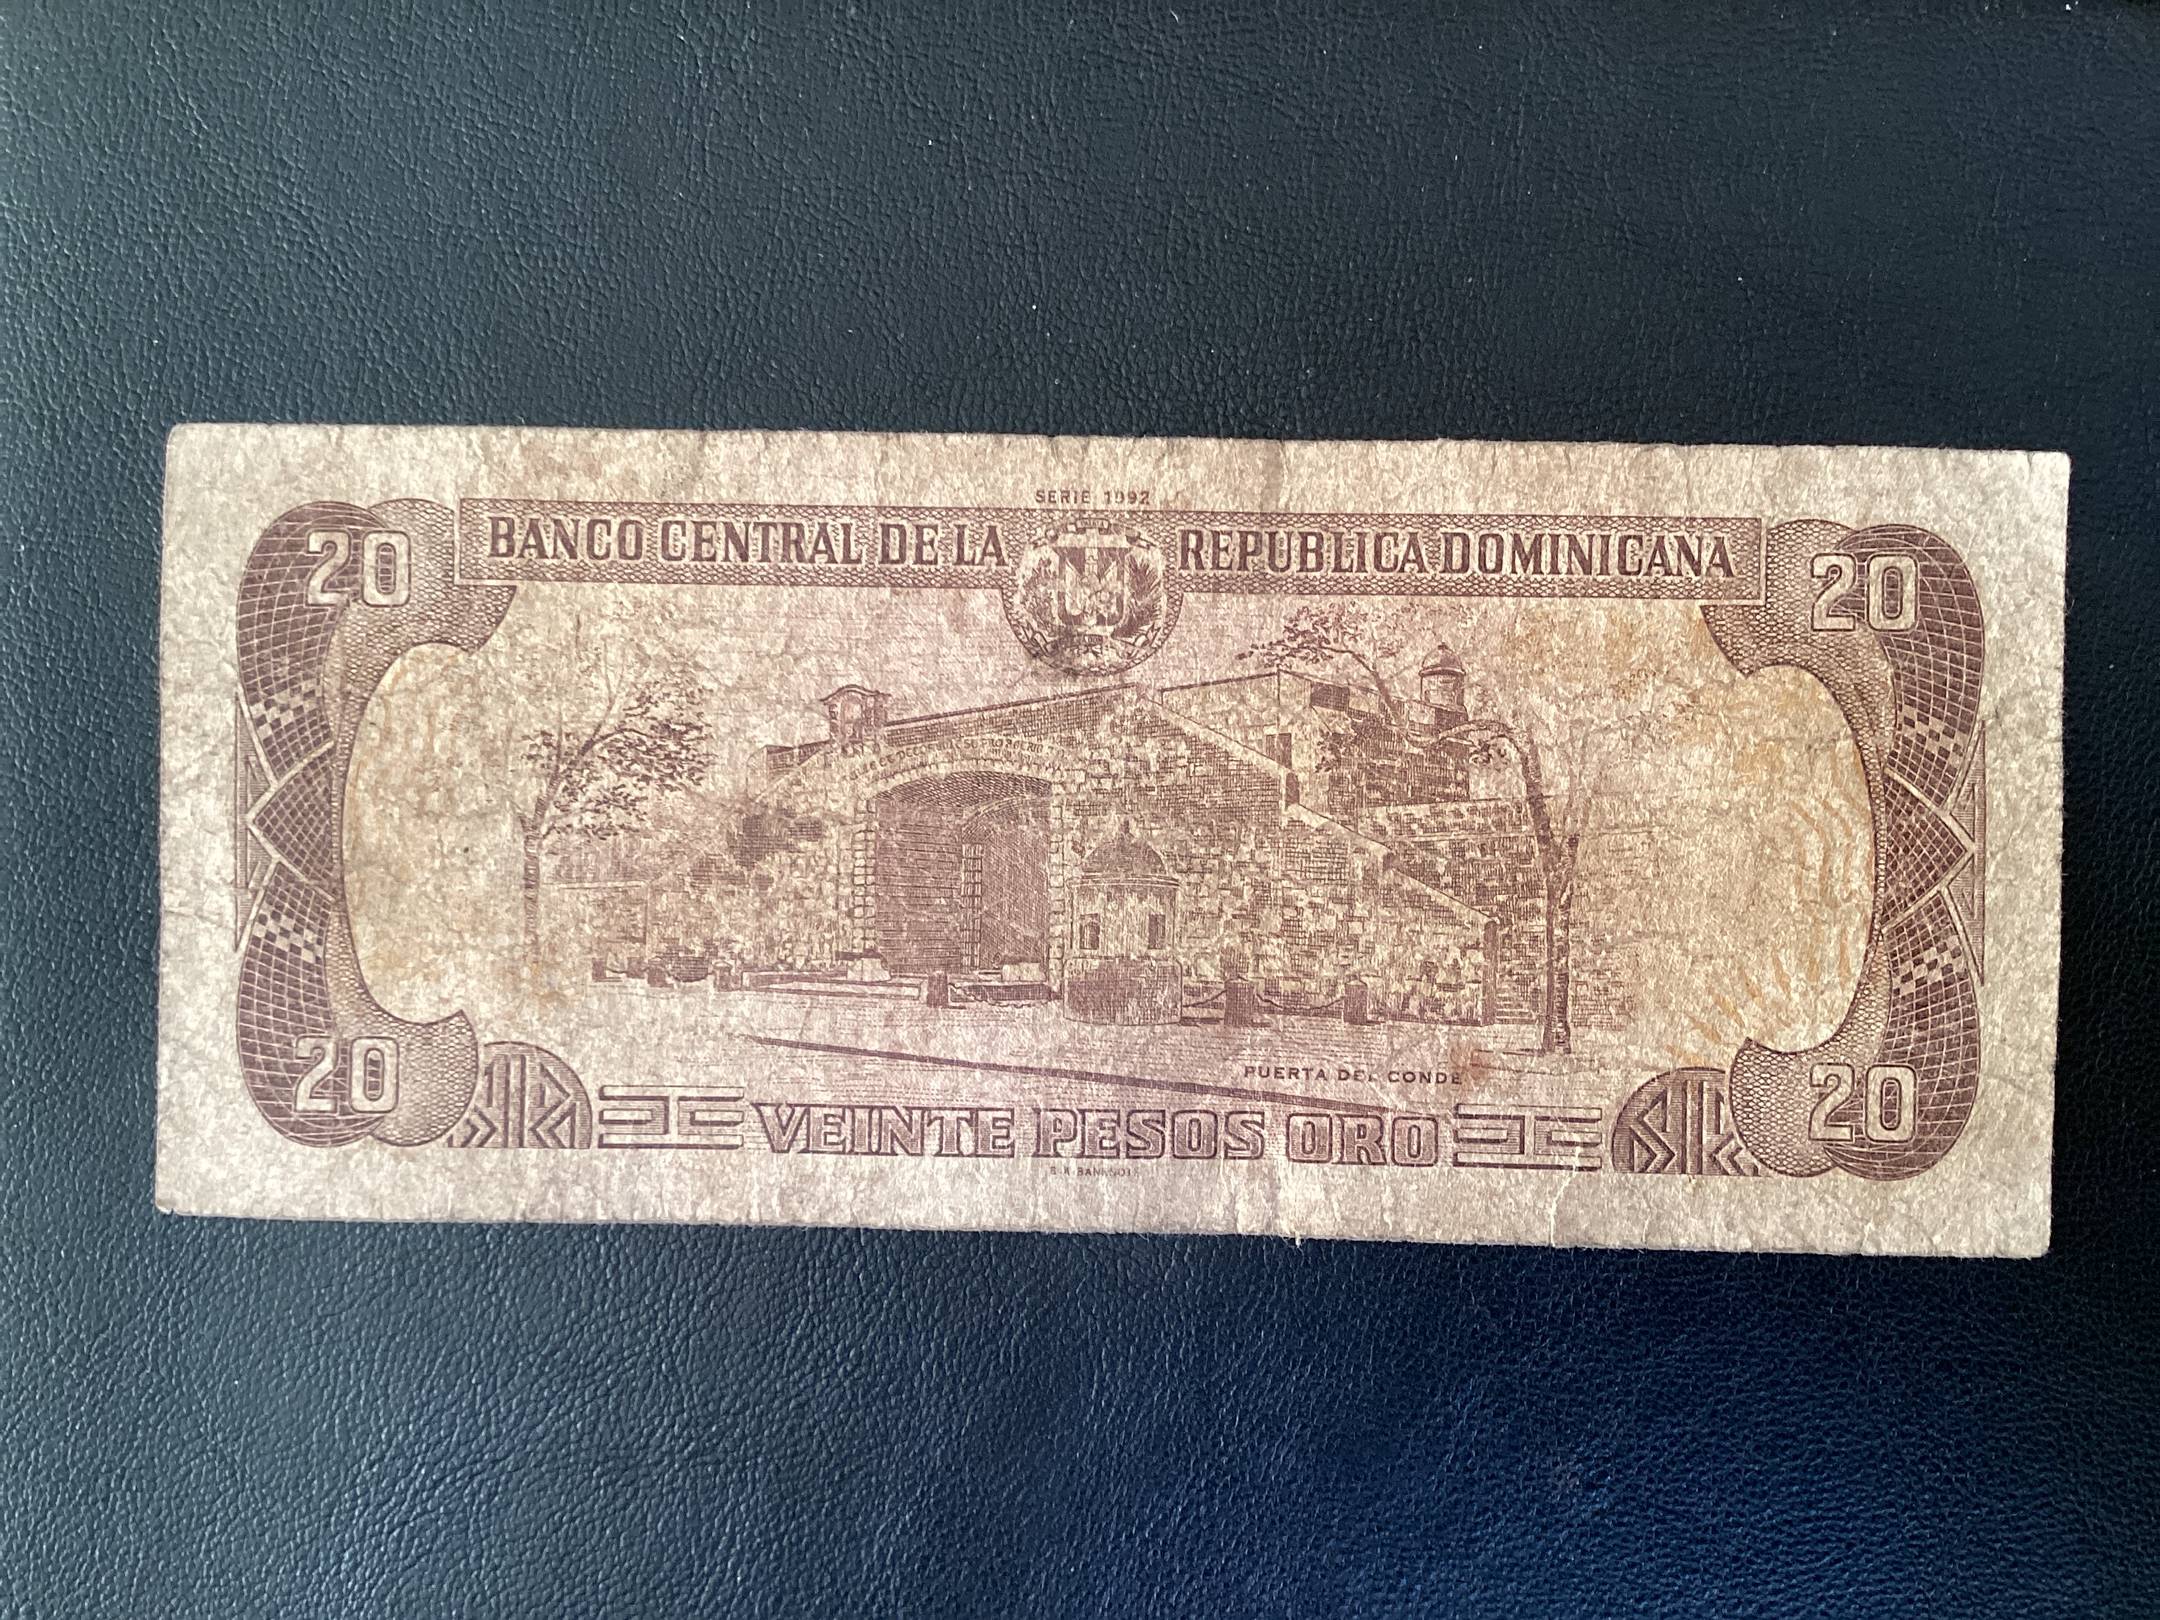 SERIE 1992
BANCO CENTRAL DE LA REPUBLICA DOMINICANA
20 20
PUERTA DEL CONDE
20 VEINTE PESOS ORO 20